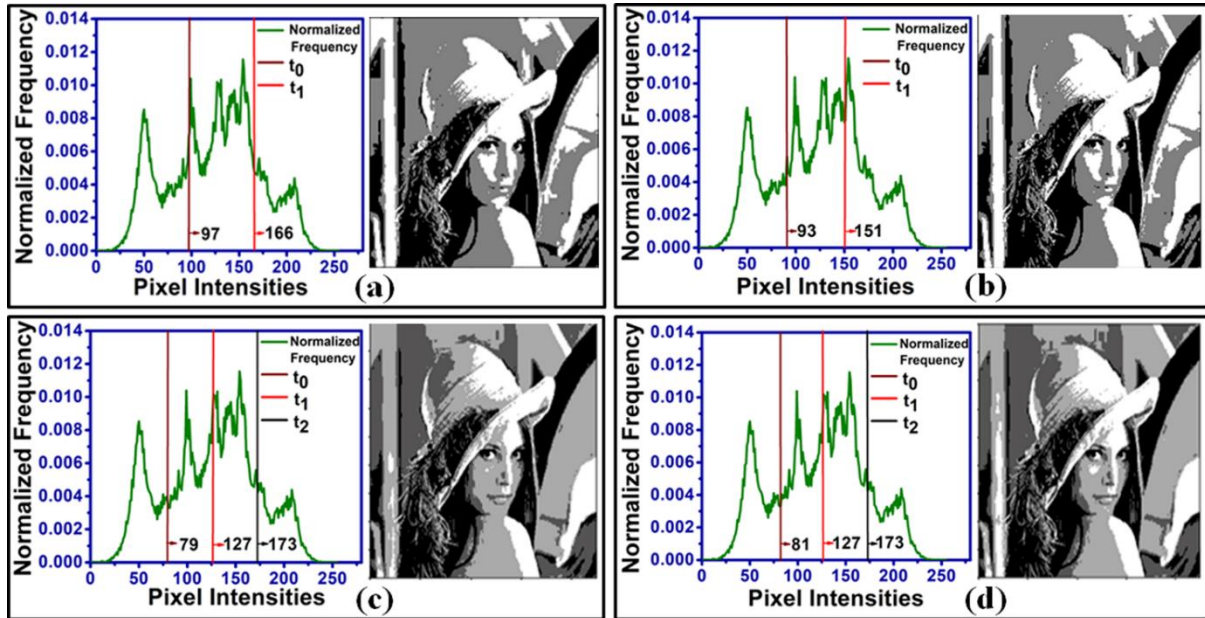 0.014
0.012
0.010
0.008
0.006
0.004
0.002
0.000
Normalized Frequency
Normalized
Frequency
t0
t1
97
166
0 50 100 150 200 250
Pixel Intensities
(a)
0.014
0.012
0.010
0.008
0.006
0.004
0.002
0.000
Normalized Frequency
Normalized
Frequency
t0
t1
93
151
0 50 100 150 200 250
Pixel Intensities
(b)
0.014
0.012
0.010
0.008
0.006
0.004
0.002
0.000
Normalized Frequency
Normalized
Frequency
t0
t1
t2
79
127
173
0 50 100 150 200 250
Pixel Intensities
(c)
0.014
0.012
0.010
0.008
0.006
0.004
0.002
0.000
Normalized Frequency
Normalized
Frequency
t0
t1
t2
81
127
173
0 50 100 150 200 250
Pixel Intensities
(d)